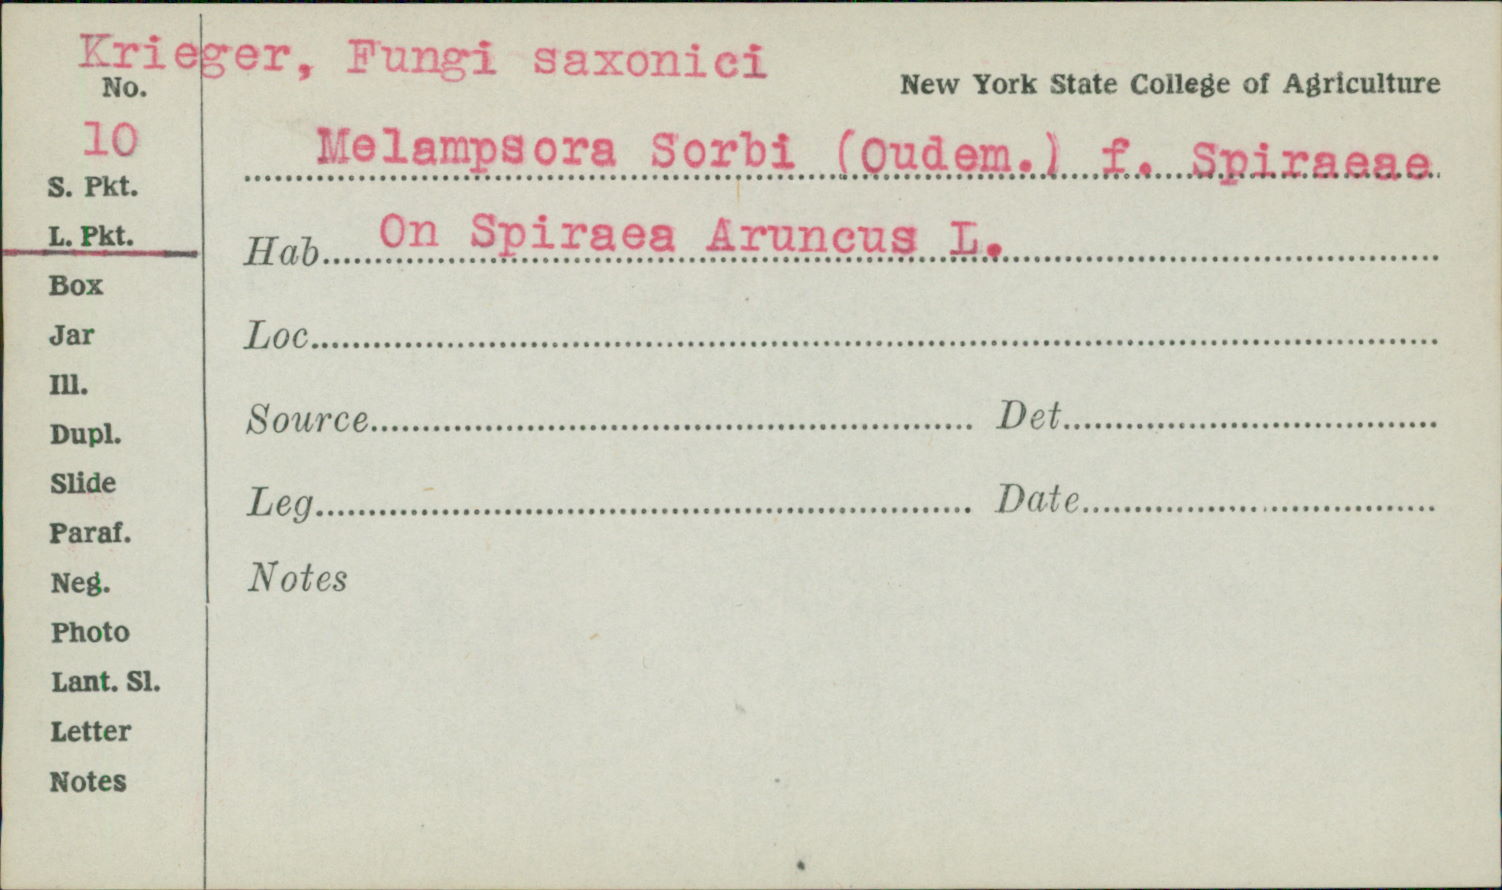 Krieger, Fungi saxonici
No.
New York State College of Agriculture
10
Melampsora Sorbi (Oudem.) f. Spiraeae
S. Pkt.
L. Pkt.
Hab. On Spiraea Aruncus L.
Box
Jar
Loc.
Ill.
Dupl.
Source Det.
Slide
Leg. Date
Paraf.
Neg.
Notes
Photo
Lant. Sl.
Letter
Notes